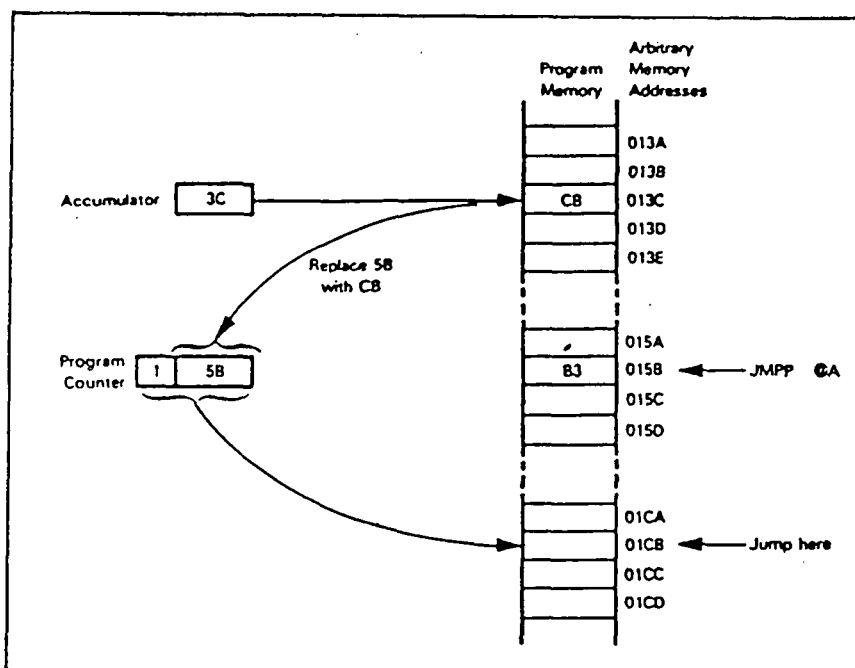 Program
Memory
Arbitrary
Memory
Addresses
013A
013B
Accumulator
3C
CB
013C
013D
013E
Replace 5B
with CB
015A
Program
Counter
1
5B
B3
015B
JMPP @A
015C
015D
01CA
01CB
Jump here
01CC
01CD